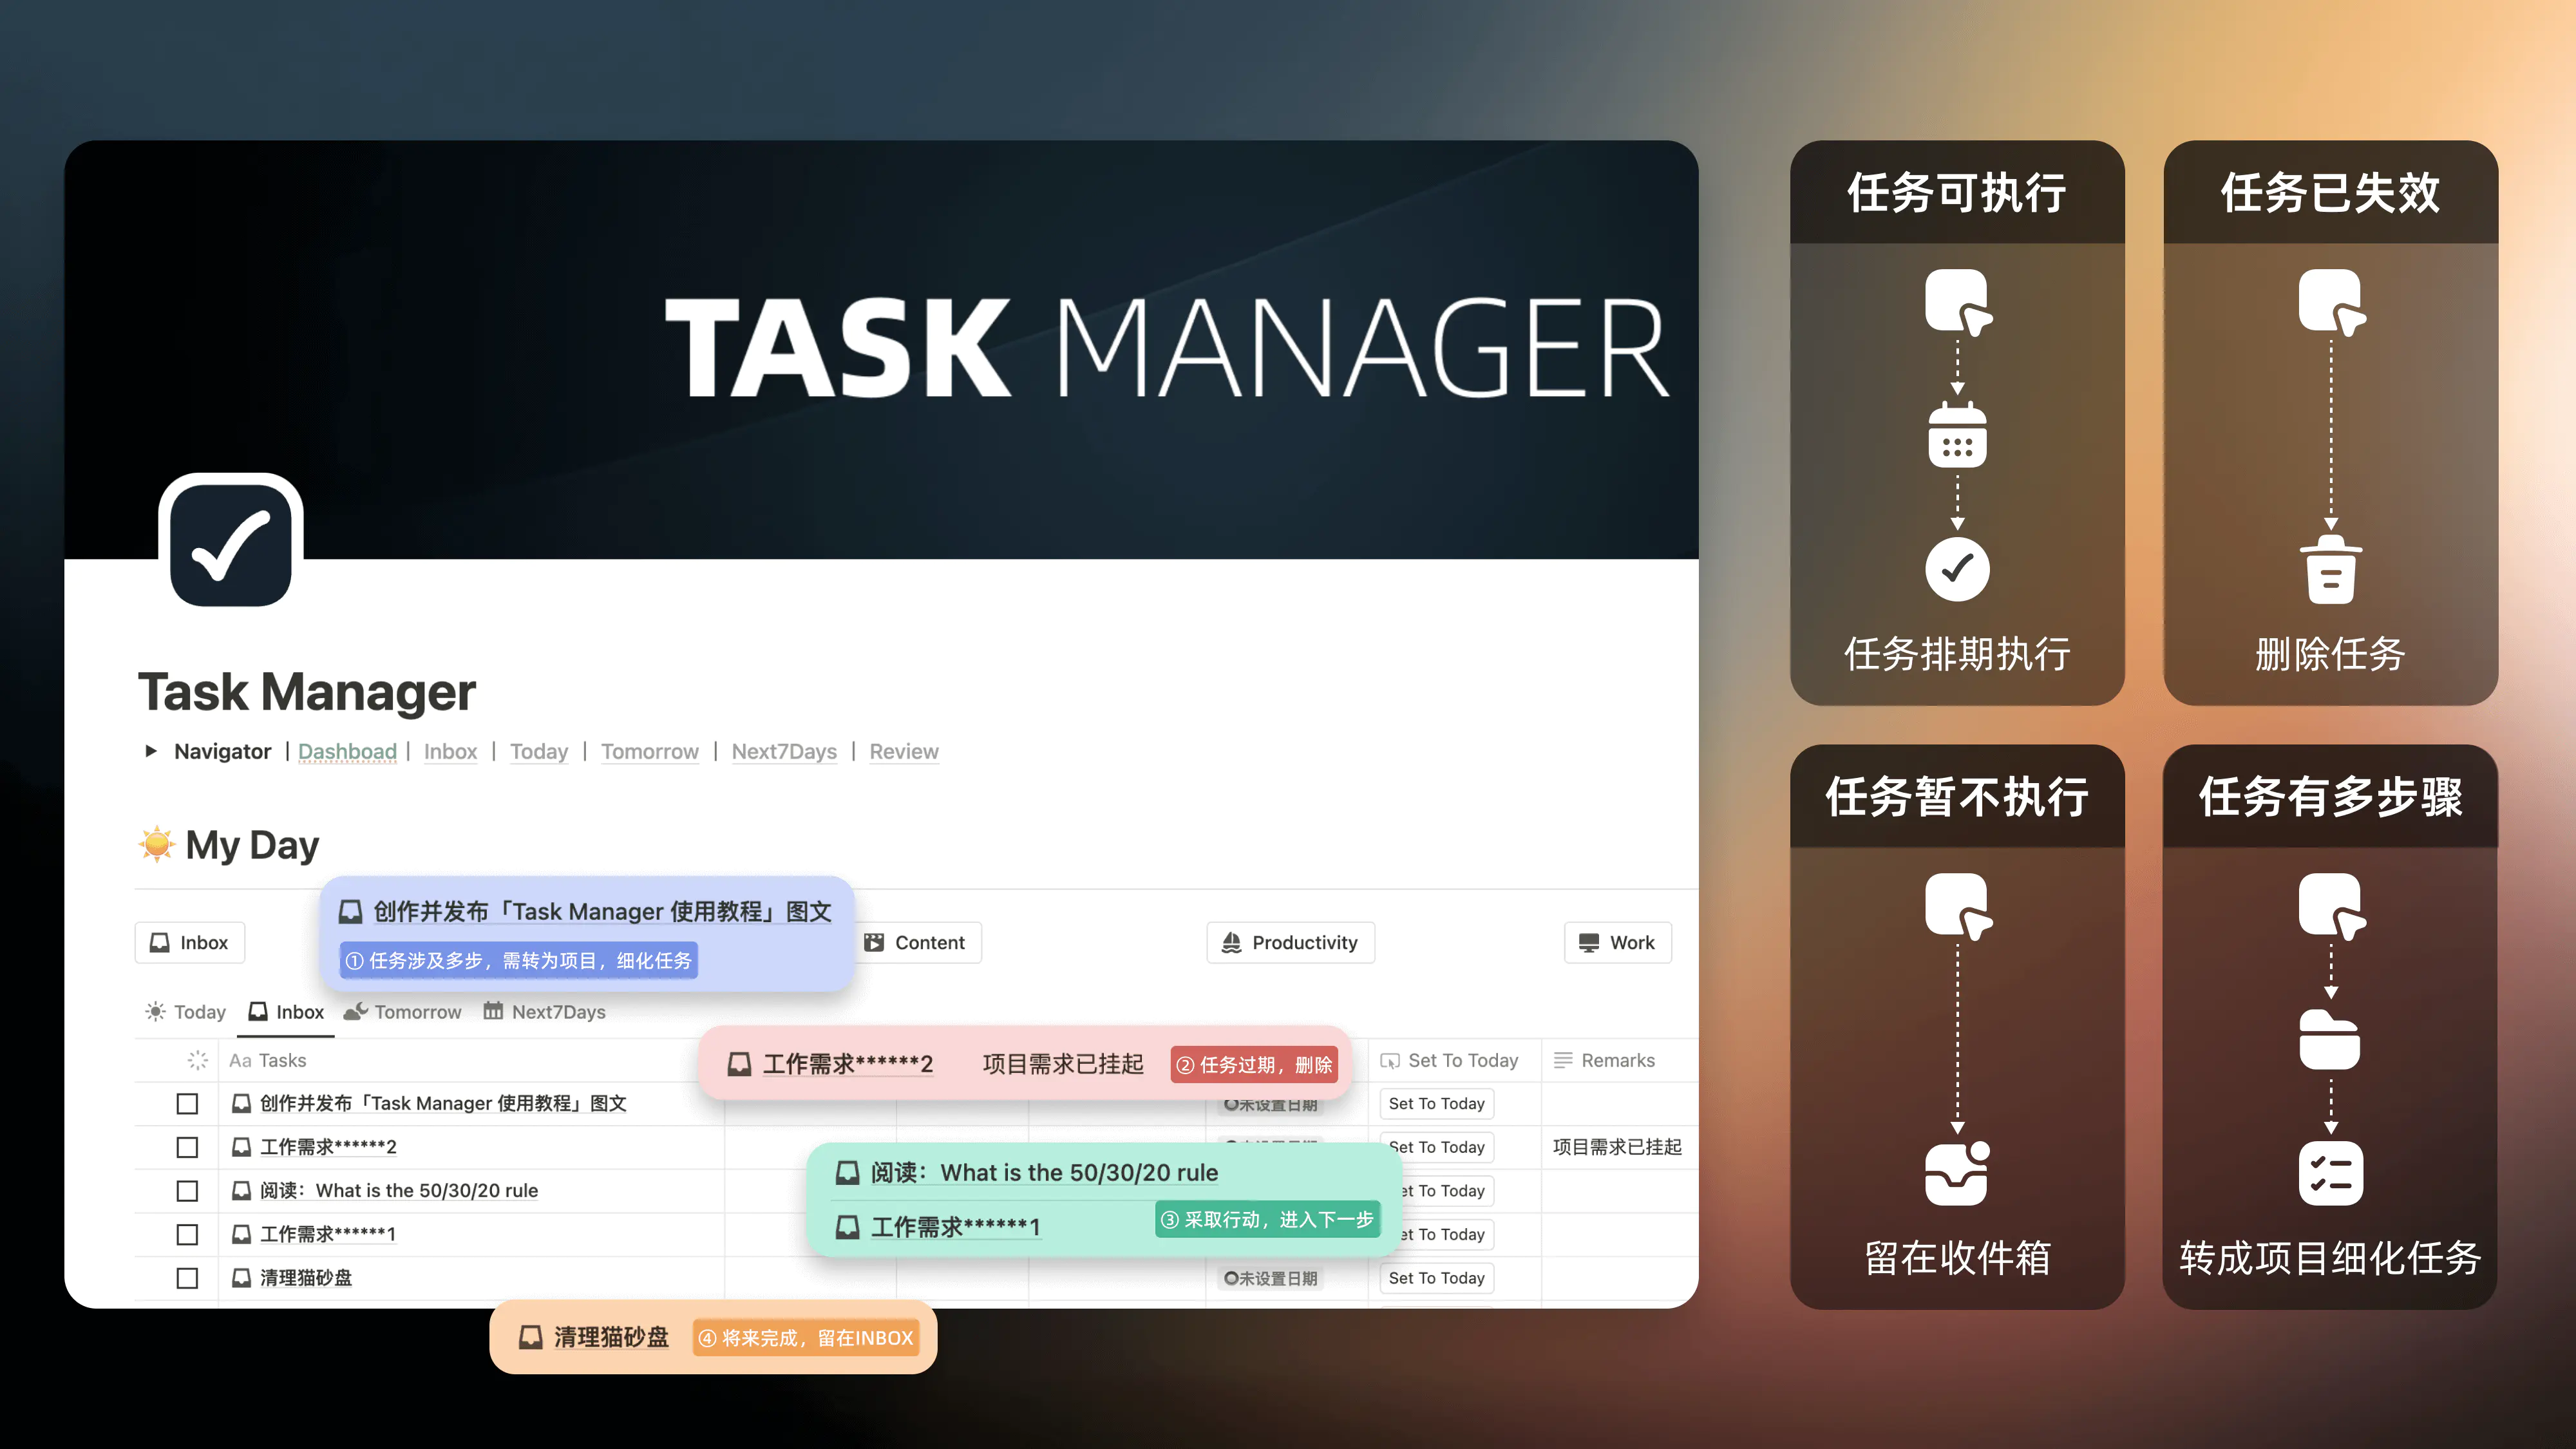 TASK MANAGER
Task Manager
Navigator | Dashboad | Inbox | Today | Tomorrow | Next7Days | Review
My Day
创作并发布「Task Manager 使用教程」图文
① 任务涉及多步，需转为项目，细化任务
Inbox
Content
Productivity
Work
Today Inbox Tomorrow Next7Days
工作需求******2 项目需求已挂起 ② 任务过期，删除
Aa Tasks
Set To Today
Remarks
创作并发布「Task Manager 使用教程」图文
未设置日期
Set To Today
工作需求******2
Set To Today
项目需求已挂起
阅读：What is the 50/30/20 rule
阅读：What is the 50/30/20 rule
et To Today
工作需求******1
工作需求******1
③ 采取行动，进入下一步
et To Today
清理猫砂盘
未设置日期
Set To Today
清理猫砂盘 ④ 将来完成，留在INBOX
任务可执行
任务排期执行
任务已失效
删除任务
任务暂不执行
留在收件箱
任务有多步骤
转成项目细化任务